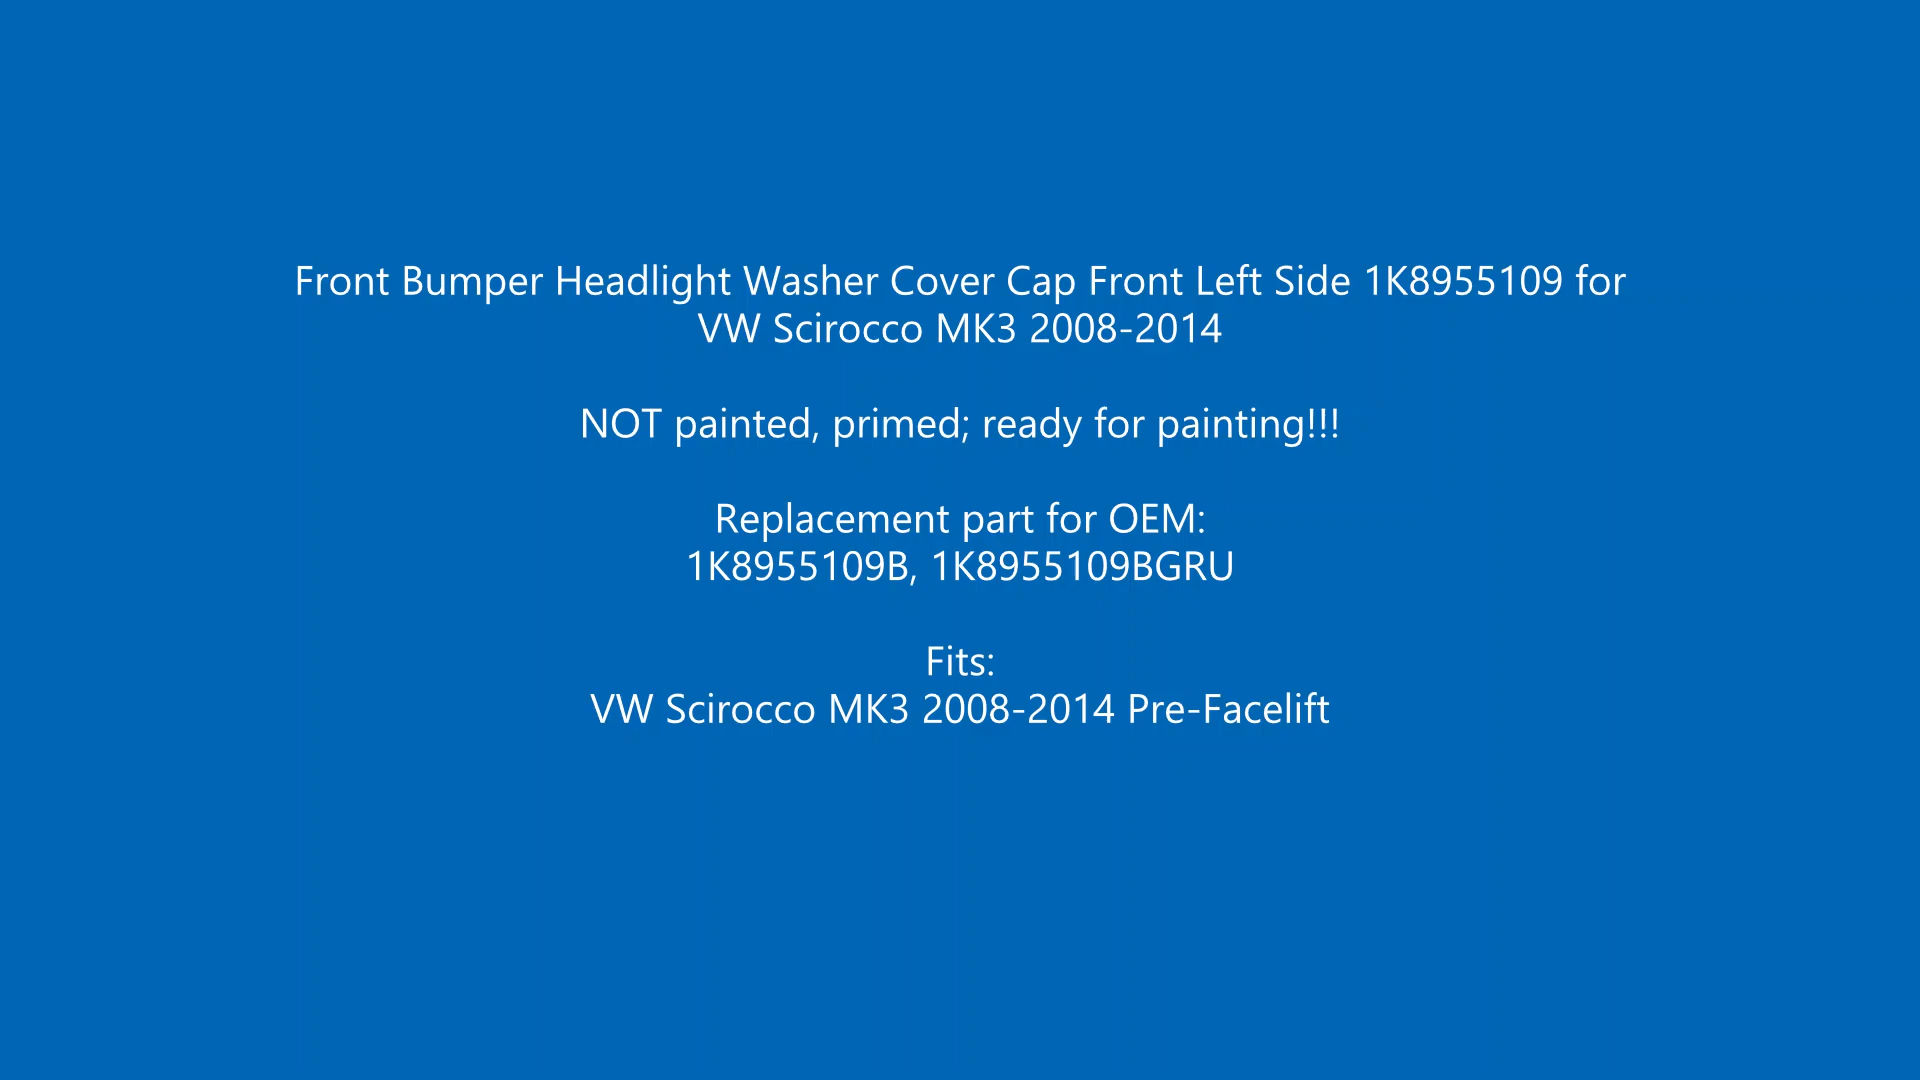 Front Bumper Headlight Washer Cover Cap Front Left Side 1K8955109 for
VW Scirocco MK3 2008-2014
NOT painted, primed; ready for painting!!!
Replacement part for OEM:
1K8955109B, 1K8955109BGRU
Fits:
VW Scirocco MK3 2008-2014 Pre-Facelift